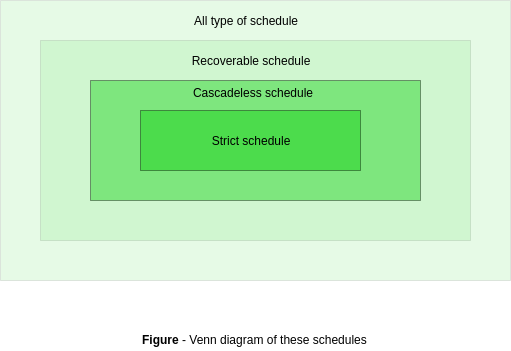 All type of schedule
Recoverable schedule
Cascadeless schedule
Strict schedule
Figure - Venn diagram of these schedules